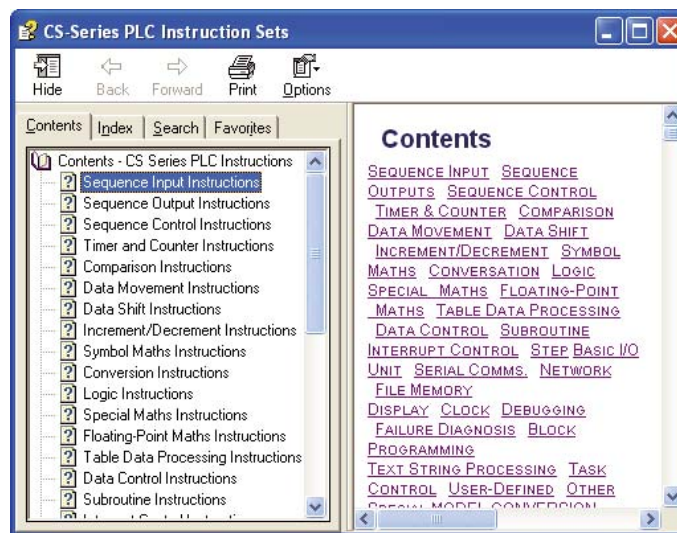 CS-Series PLC Instruction Sets
Hide Back Forward Print Options
Contents Index Search Favorites
Contents - CS Series PLC Instructions
Sequence Input Instructions
Sequence Output Instructions
Sequence Control Instructions
Timer and Counter Instructions
Comparison Instructions
Data Movement Instructions
Data Shift Instructions
Increment/Decrement Instructions
Symbol Maths Instructions
Conversion Instructions
Logic Instructions
Special Maths Instructions
Floating-Point Maths Instructions
Table Data Processing Instructions
Data Control Instructions
Subroutine Instructions
Contents
SEQUENCE INPUT SEQUENCE
OUTPUTS SEQUENCE CONTROL
TIMER & COUNTER COMPARISON
DATA MOVEMENT DATA SHIFT
INCREMENT/DECREMENT SYMBOL
MATHS CONVERSATION LOGIC
SPECIAL MATHS FLOATING-POINT
MATHS TABLE DATA PROCESSING
DATA CONTROL SUBROUTINE
INTERRUPT CONTROL STEP BASIC I/O
UNIT SERIAL COMMS. NETWORK
FILE MEMORY
DISPLAY CLOCK DEBUGGING
FAILURE DIAGNOSIS BLOCK
PROGRAMMING
TEXT STRING PROCESSING TASK
CONTROL USER-DEFINED OTHER
SPECIAL MODEL CONVERSION